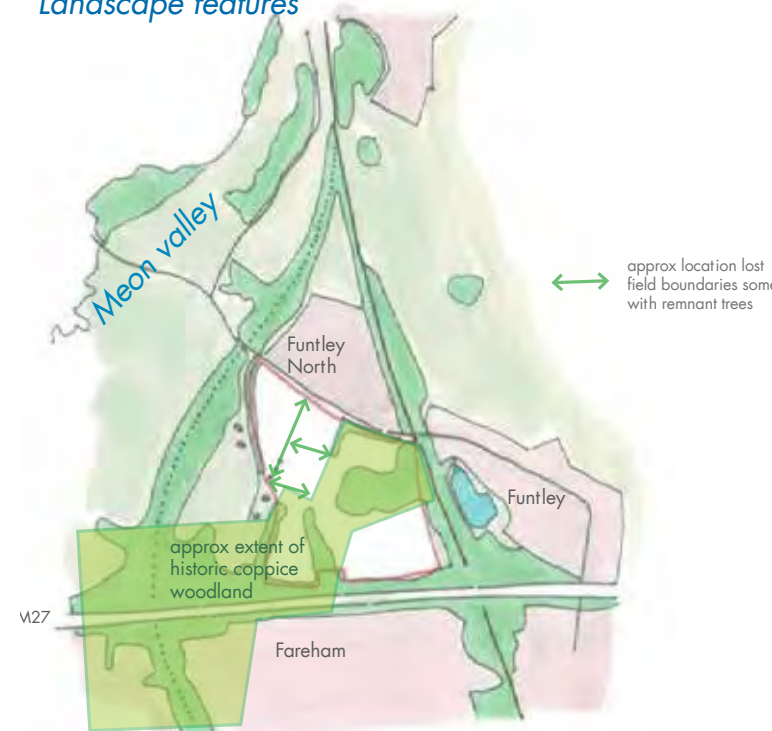 Landscape features
Meon valley
approx location lost
field boundaries some
with remnant trees
Funtley
North
Funtley
approx extent of
historic coppice
woodland
M27
Fareham